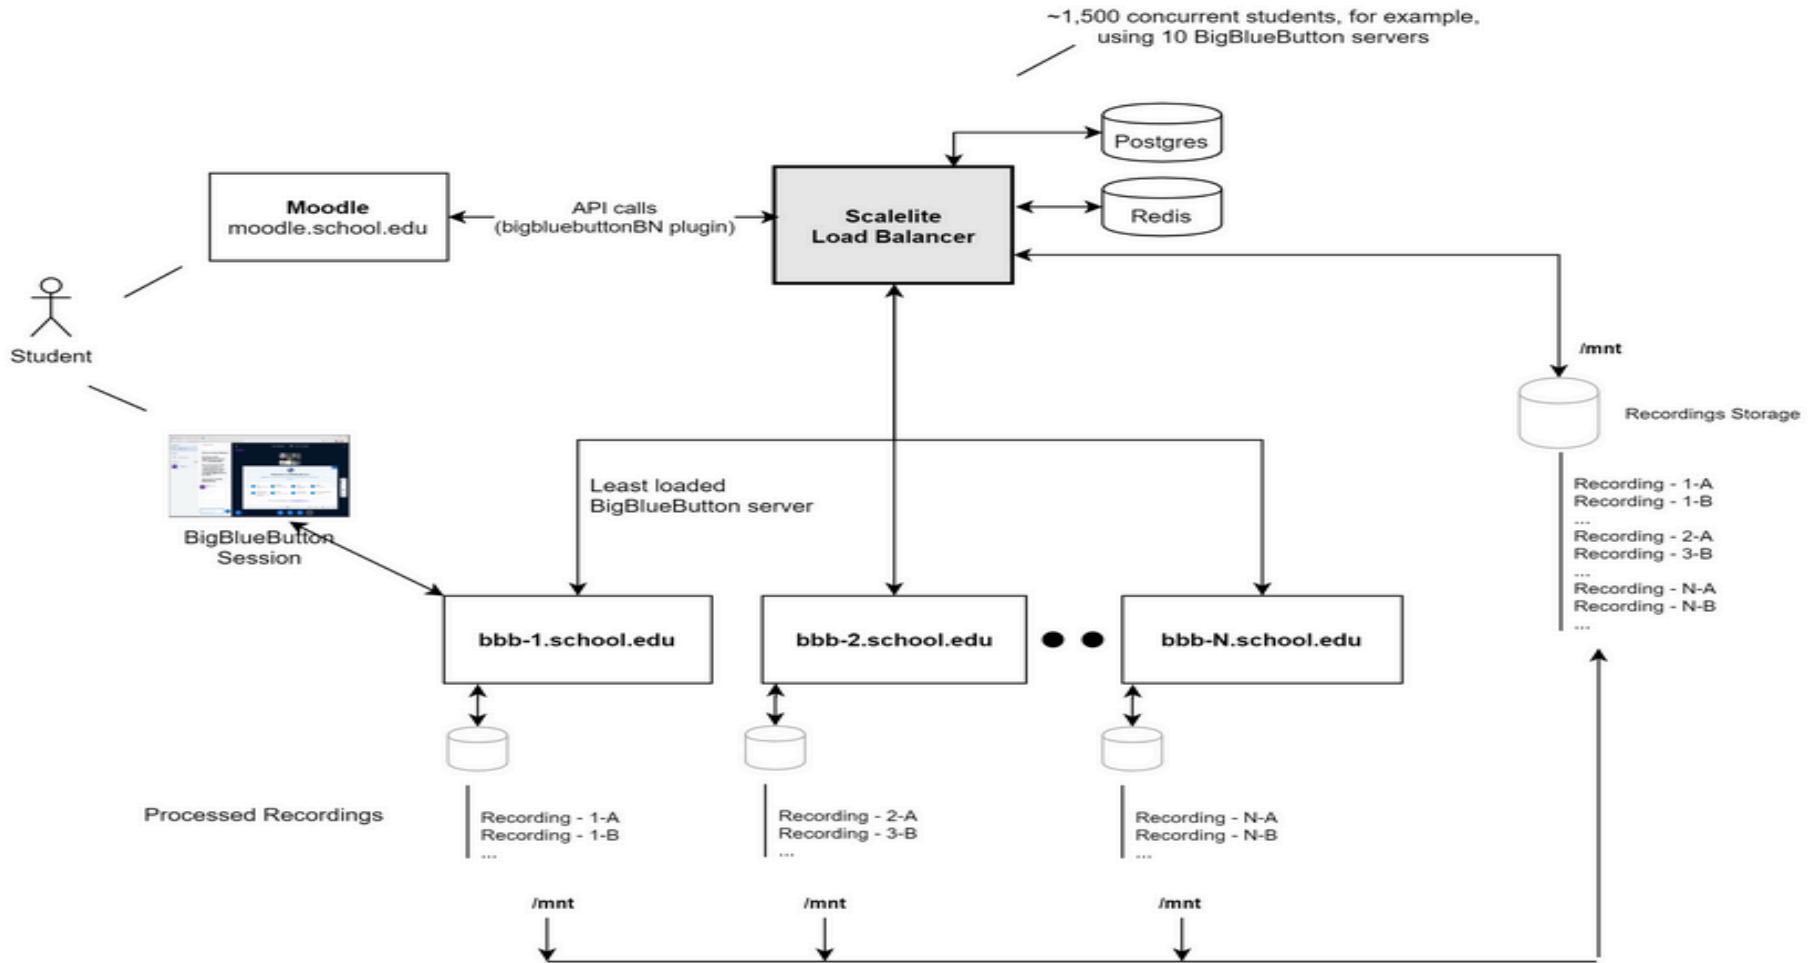 ~1,500 concurrent students, for example,
using 10 BigBlueButton servers
Postgres
Redis
Moodle
moodle.school.edu
API calls
(bigbluebuttonBN plugin)
Scalelite
Load Balancer
Student
/mnt
Recordings Storage
Recording - 1-A
Recording - 1-B
...
Recording - 2-A
Recording - 3-B
...
Recording - N-A
Recording - N-B
...
Least loaded
BigBlueButton server
BigBlueButton
Session
bbb-1.school.edu
bbb-2.school.edu
bbb-N.school.edu
Processed Recordings
Recording - 1-A
Recording - 1-B
...
Recording - 2-A
Recording - 3-B
...
Recording - N-A
Recording - N-B
...
/mnt
/mnt
/mnt